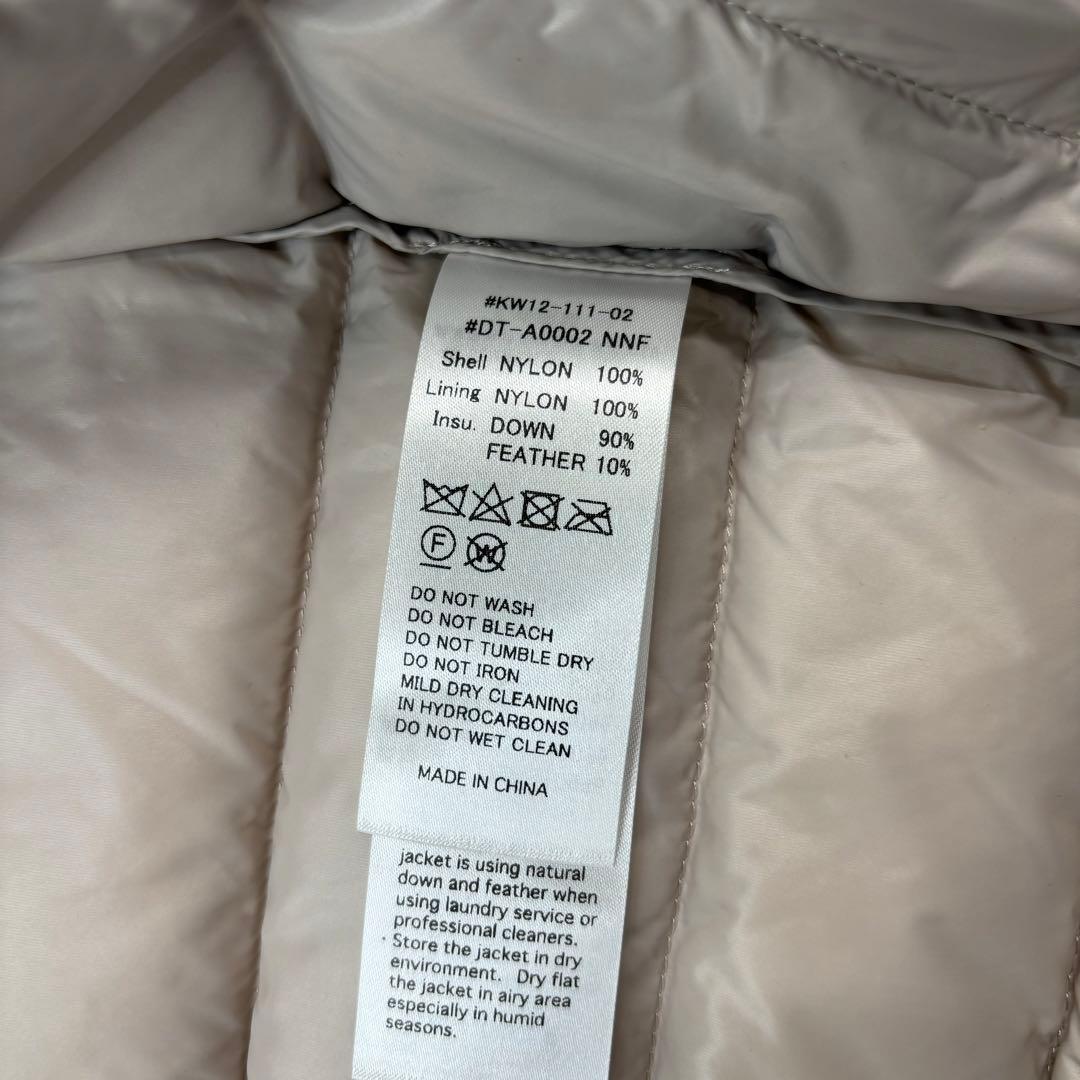 #KW12-111-02
#DT-A0002 NNF
Shell NYLON 100%
Lining NYLON 100%
Insu. DOWN 90%
FEATHER 10%
F W
DO NOT WASH
DO NOT BLEACH
DO NOT TUMBLE DRY
DO NOT IRON
MILD DRY CLEANING
IN HYDROCARBONS
DO NOT WET CLEAN
MADE IN CHINA
jacket is using natural
down and feather when
using laundry service or
professional cleaners.
· Store the jacket in dry
environment. Dry flat
the jacket in airy area
especially in humid
seasons.